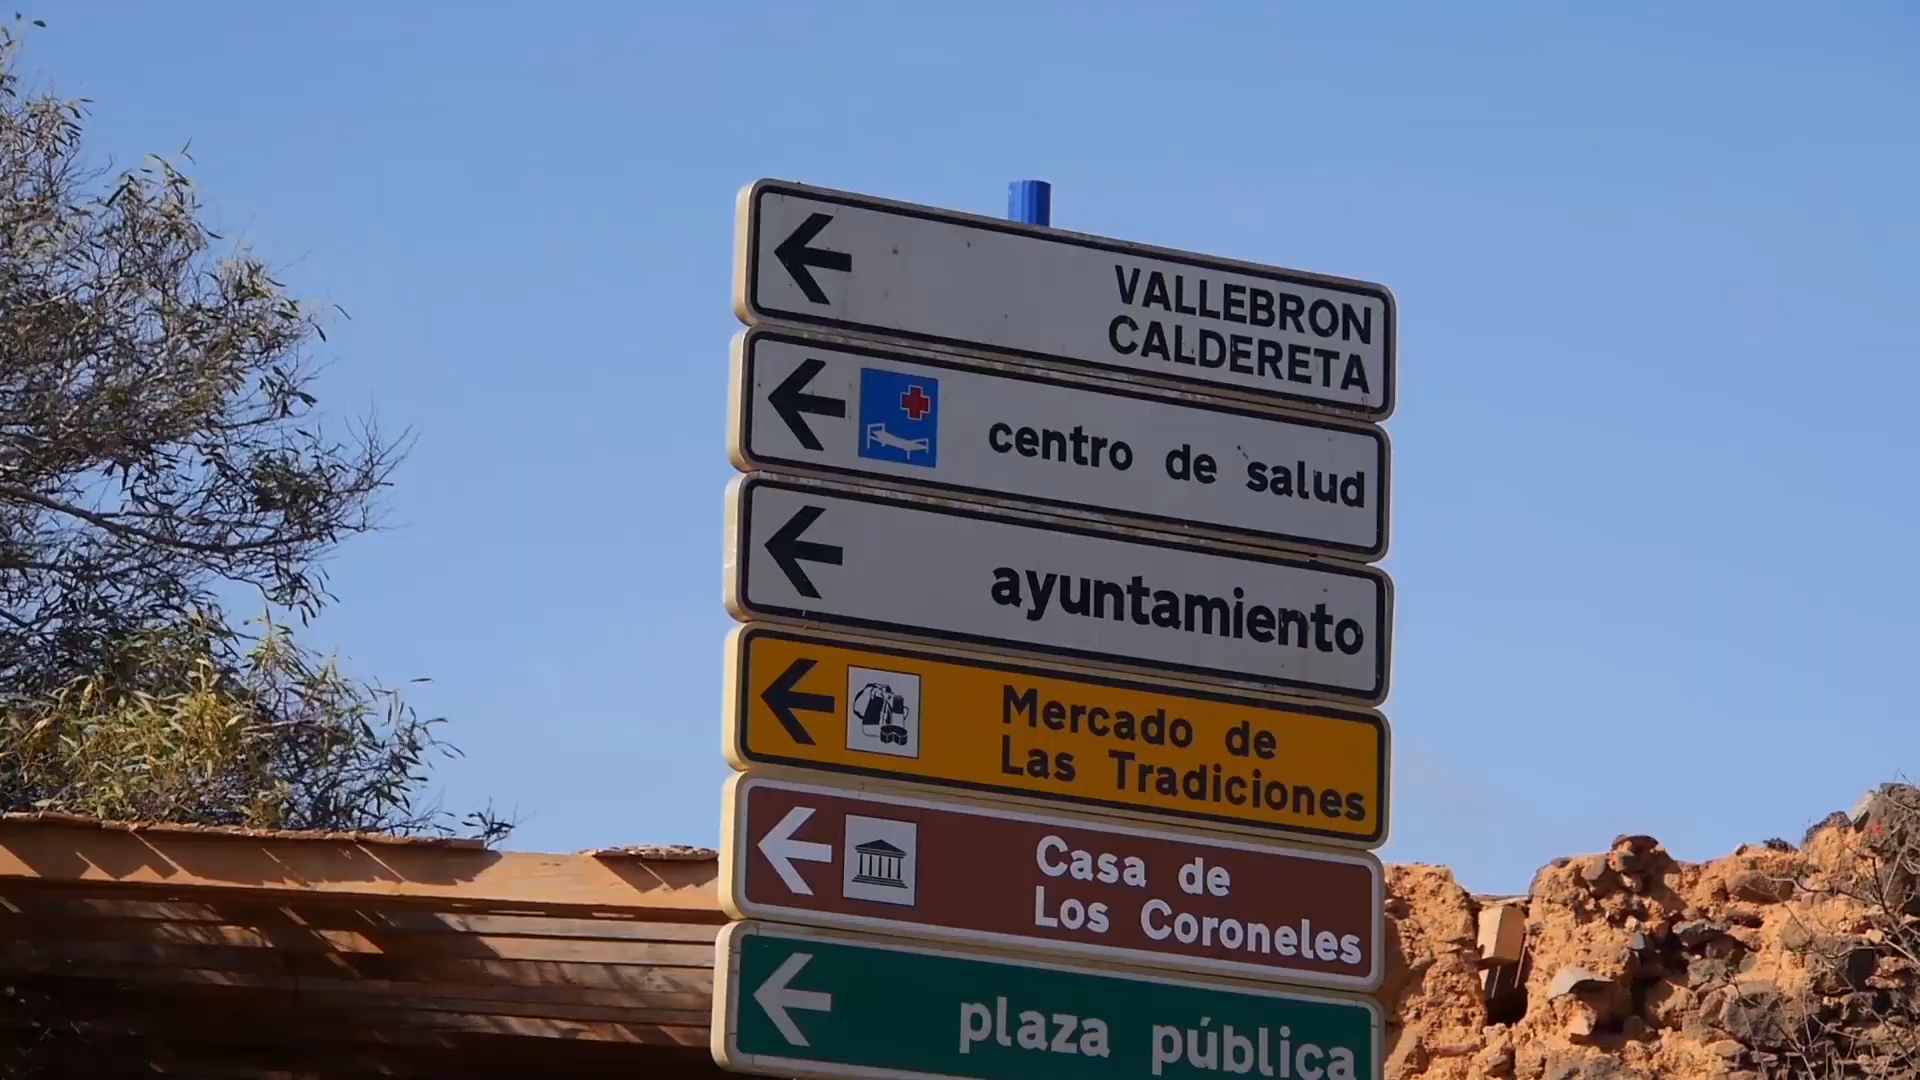 VALLEBRON
CALDERETA
centro de salud
ayuntamiento
Mercado de
Las Tradiciones
Casa de
Los Coroneles
plaza pública